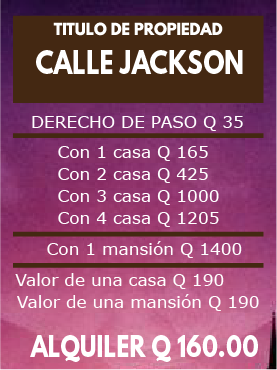 TITULO DE PROPIEDAD
CALLE JACKSON
DERECHO DE PASO Q 35
Con 1 casa Q 165
Con 2 casa Q 425
Con 3 casa Q 1000
Con 4 casa Q 1205
Con 1 mansión Q 1400
Valor de una casa Q 190
Valor de una mansión Q 190
ALQUILER Q 160.00